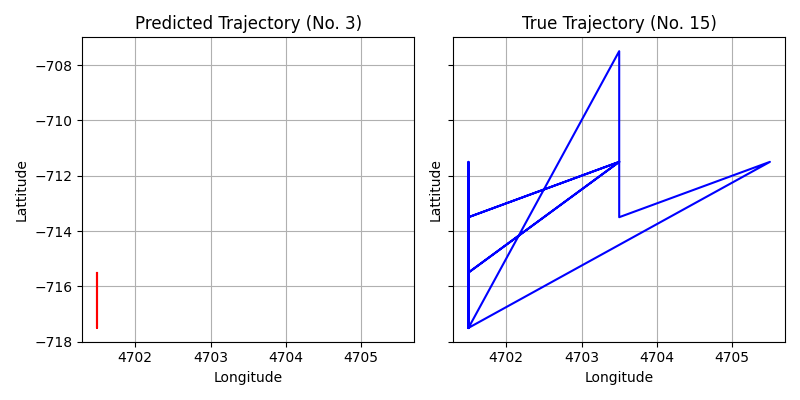 Predicted Trajectory (No. 3)
True Trajectory (No. 15)
−708
−710
−712
−714
−716
−718
Lattitude
Lattitude
4702 4703 4704 4705
4702 4703 4704 4705
Longitude
Longitude